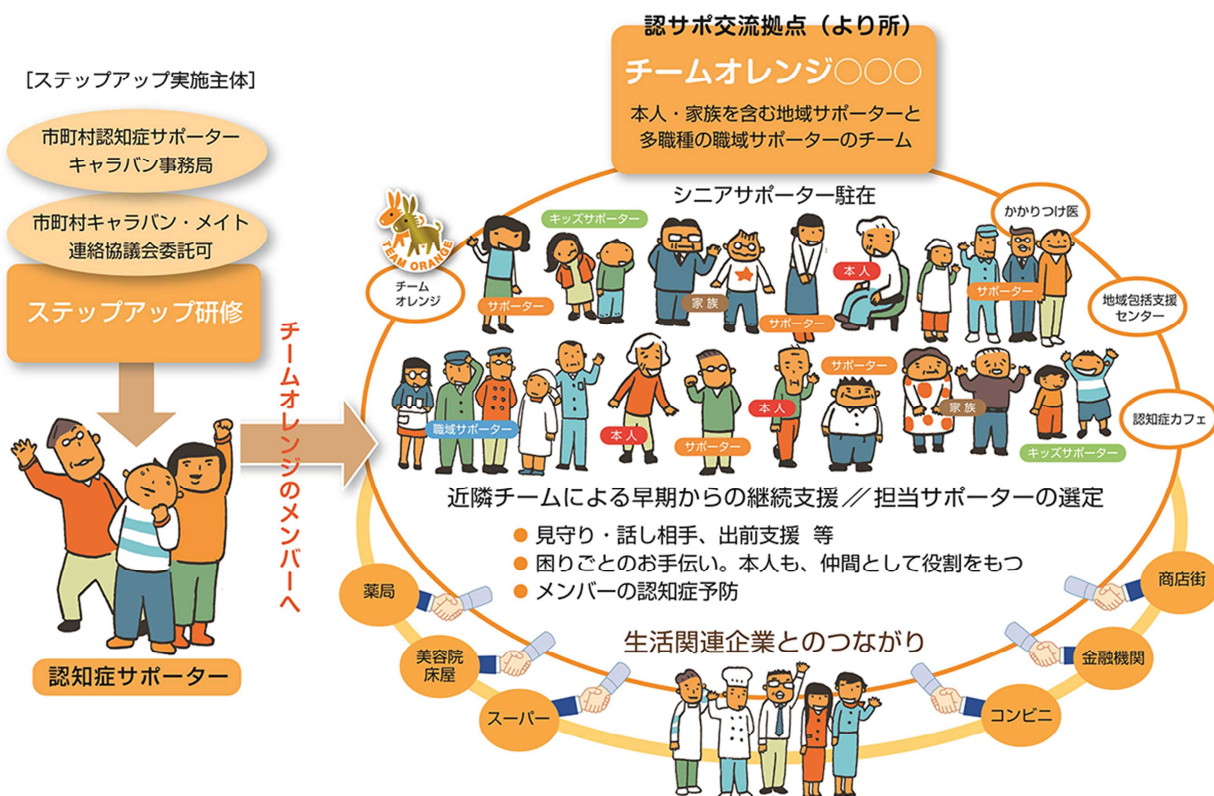 [ステップアップ実施主体]
市町村認知症サポーター
キャラバン事務局
市町村キャラバン・メイト
連絡協議会委託可
ステップアップ研修
認知症サポーター
チームオレンジのメンバーへ
認サポ交流拠点（より所）
チームオレンジ○○○
本人・家族を含む地域サポーターと
多職種の職域サポーターのチーム
シニアサポーター駐在
TEAM ORANGE
チーム
オレンジ
かかりつけ医
地域包括支援
センター
認知症カフェ
サポーター
キッズサポーター
家族
サポーター
本人
サポーター
職域サポーター
本人
サポーター
本人
サポーター
家族
キッズサポーター
近隣チームによる早期からの継続支援 // 担当サポーターの選定
● 見守り・話し相手、出前支援 等
● 困りごとのお手伝い。本人も、仲間として役割をもつ
● メンバーの認知症予防
生活関連企業とのつながり
薬局
美容院
床屋
スーパー
コンビニ
金融機関
商店街